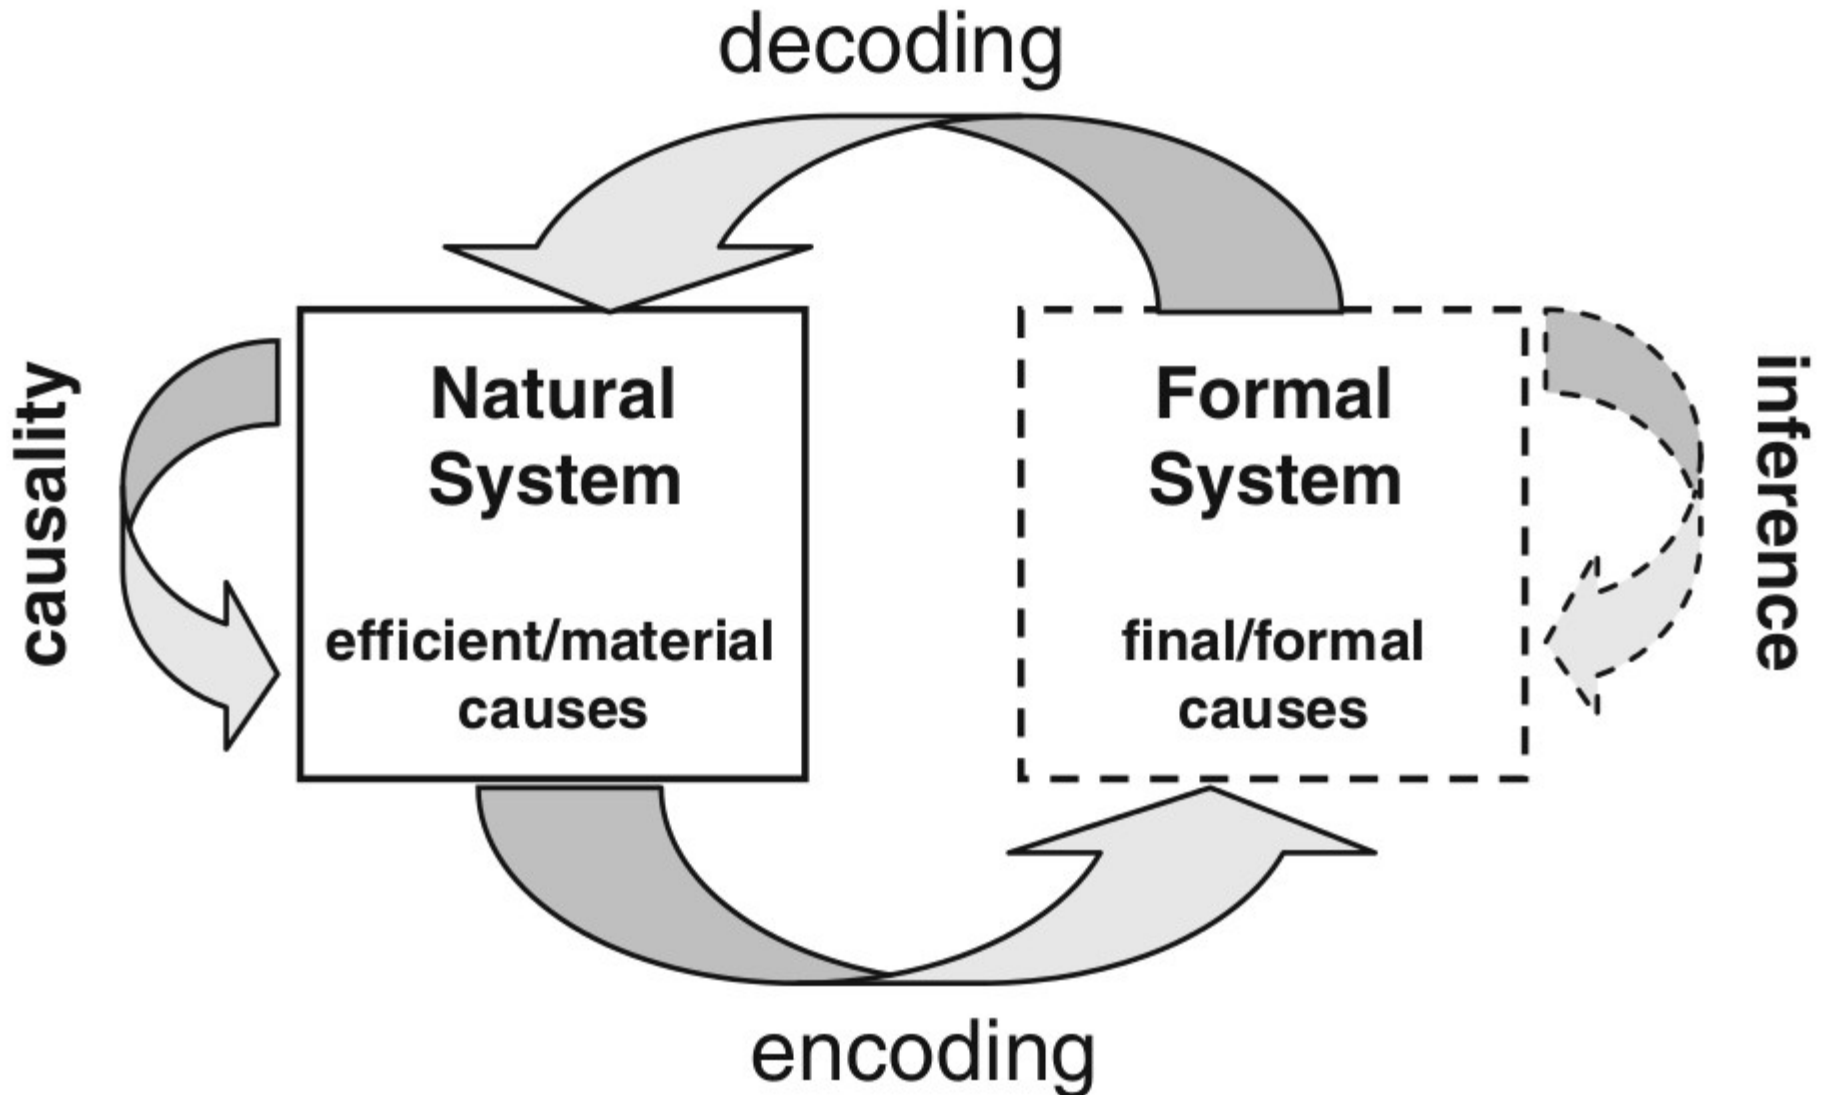 decoding
causality
Natural
System
efficient/material
causes
Formal
System
final/formal
causes
inference
encoding